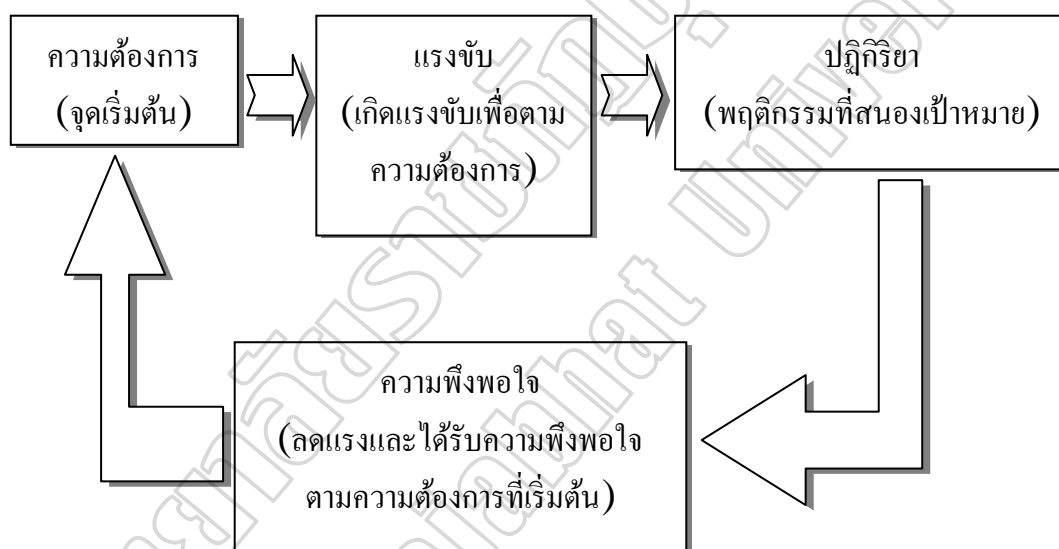 ความต้องการ
(จุดเริ่มต้น)
แรงขับ
(เกิดแรงขับเพื่อตาม
ความต้องการ)
ปฏิกิริยา
(พฤติกรรมที่สนองเป้าหมาย)
ความพึงพอใจ
(ลดแรงและได้รับความพึงพอใจ
ตามความต้องการที่เริ่มต้น)